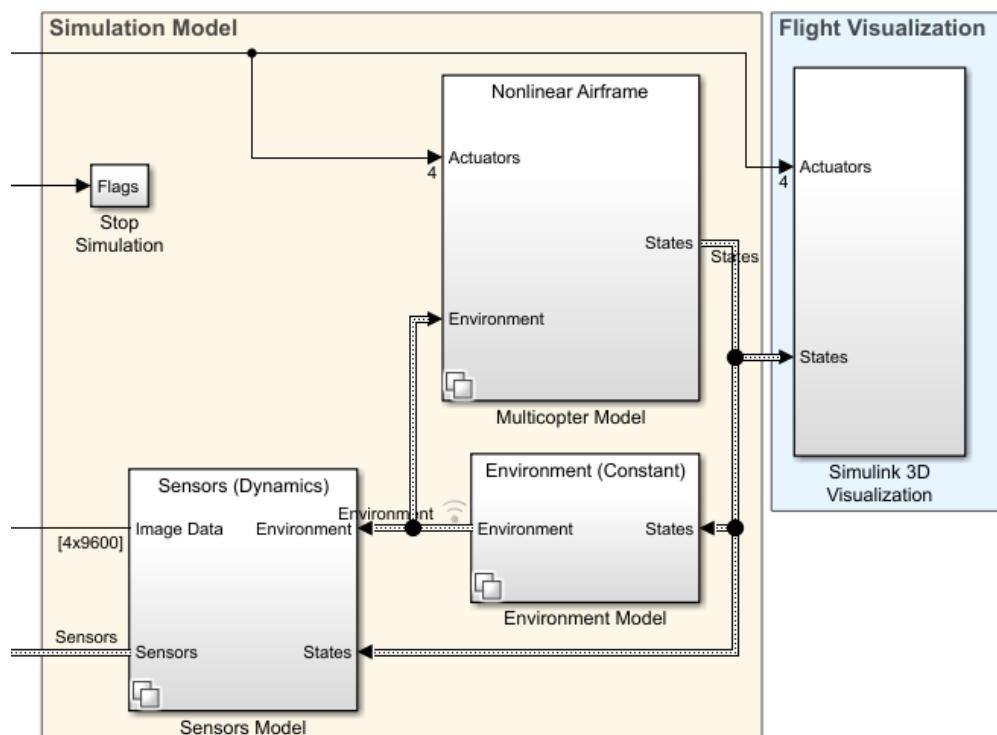 Simulation Model
Flight Visualization
Nonlinear Airframe
Actuators
4
Actuators
4
Flags
Stop
Simulation
States
States
Environment
States
Multicopter Model
Simulink 3D
Visualization
Sensors (Dynamics)
Environment (Constant)
Environment
Image Data
Environment
Environment
States
[4x9600]
Environment Model
Sensors
Sensors
States
Sensors Model